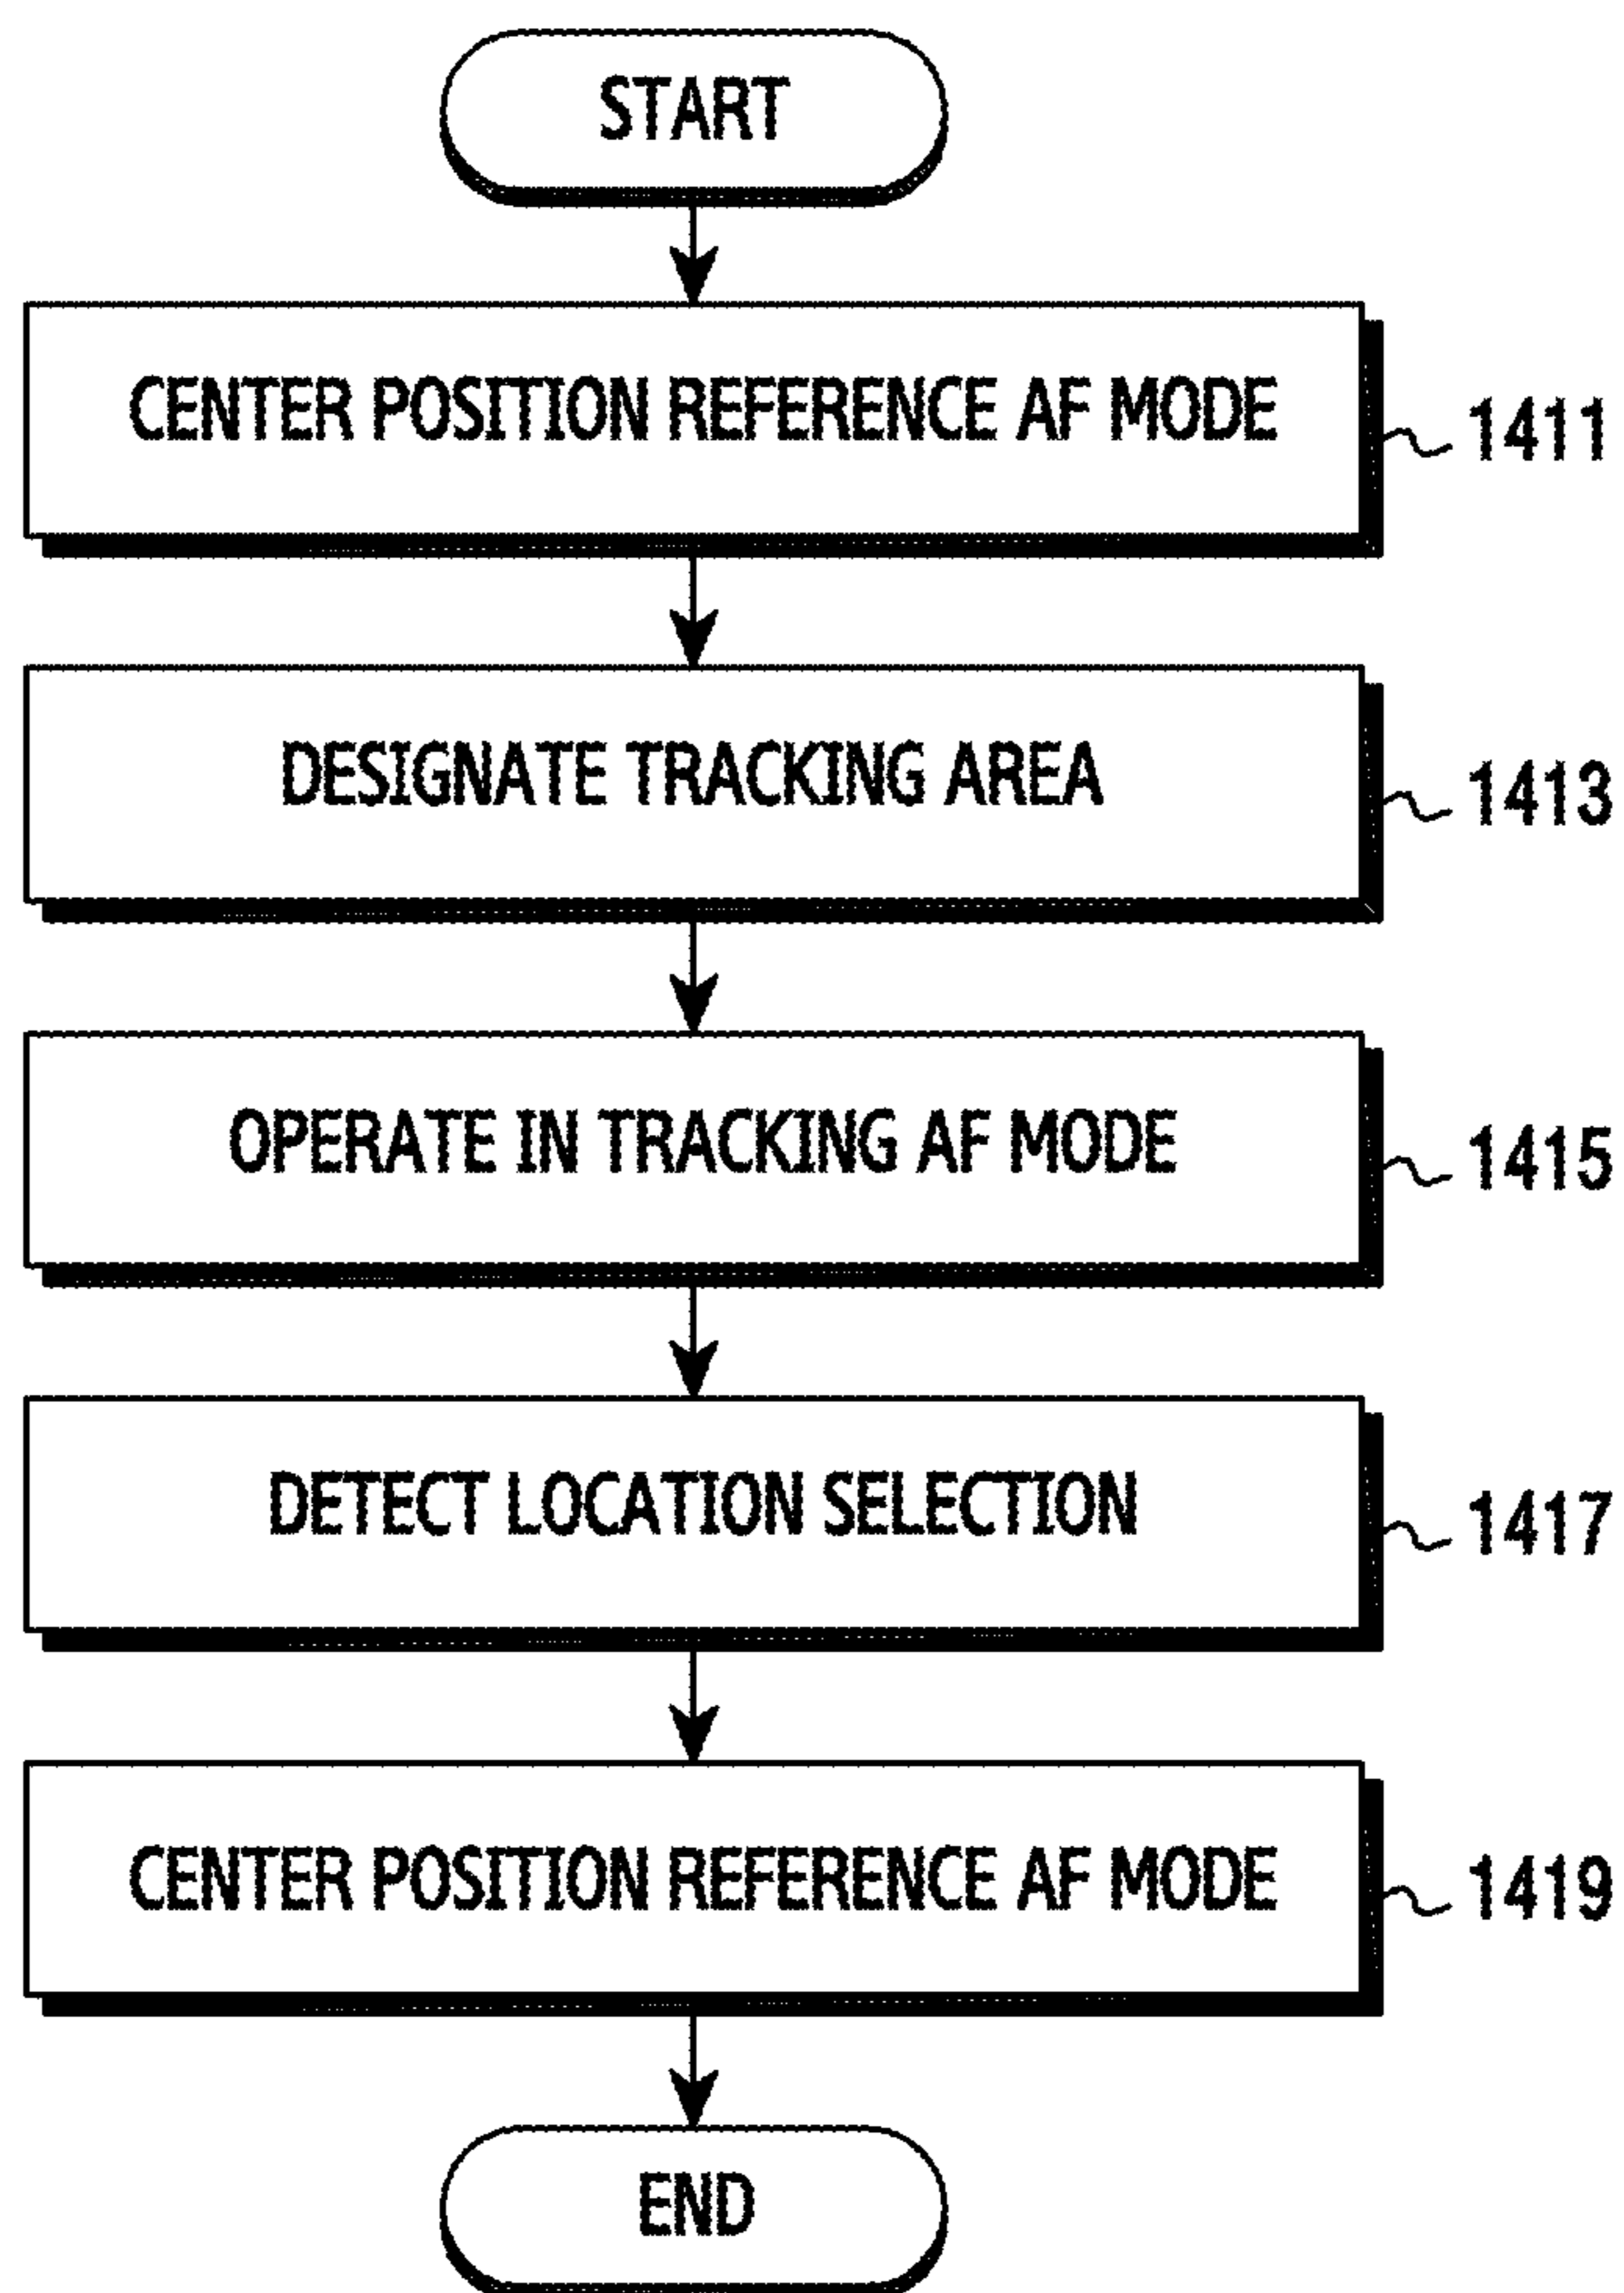 START
CENTER POSITION REFERENCE AF MODE
1411
DESIGNATE TRACKING AREA
1413
OPERATE IN TRACKING AF MODE
1415
DETECT LOCATION SELECTION
1417
CENTER POSITION REFERENCE AF MODE
1419
END